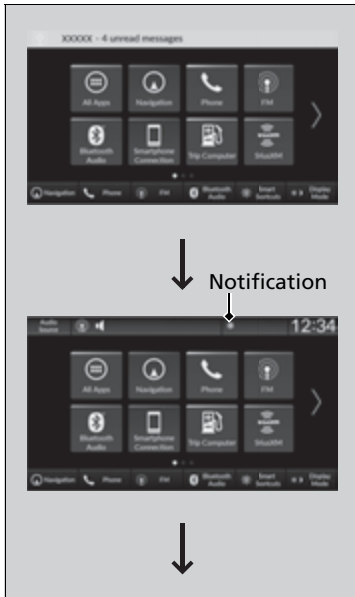 XXXXX - 4 unread messages
All Apps Navigation Phone FM
Bluetooth Audio Smartphone Connection Trip Computer SiriusXM
Navigation Phone FM Bluetooth Audio Smart Shortcuts Display Mode
Notification
Audio Source 12:34
All Apps Navigation Phone FM
Bluetooth Audio Smartphone Connection Trip Computer SiriusXM
Navigation Phone FM Bluetooth Audio Smart Shortcuts Display Mode